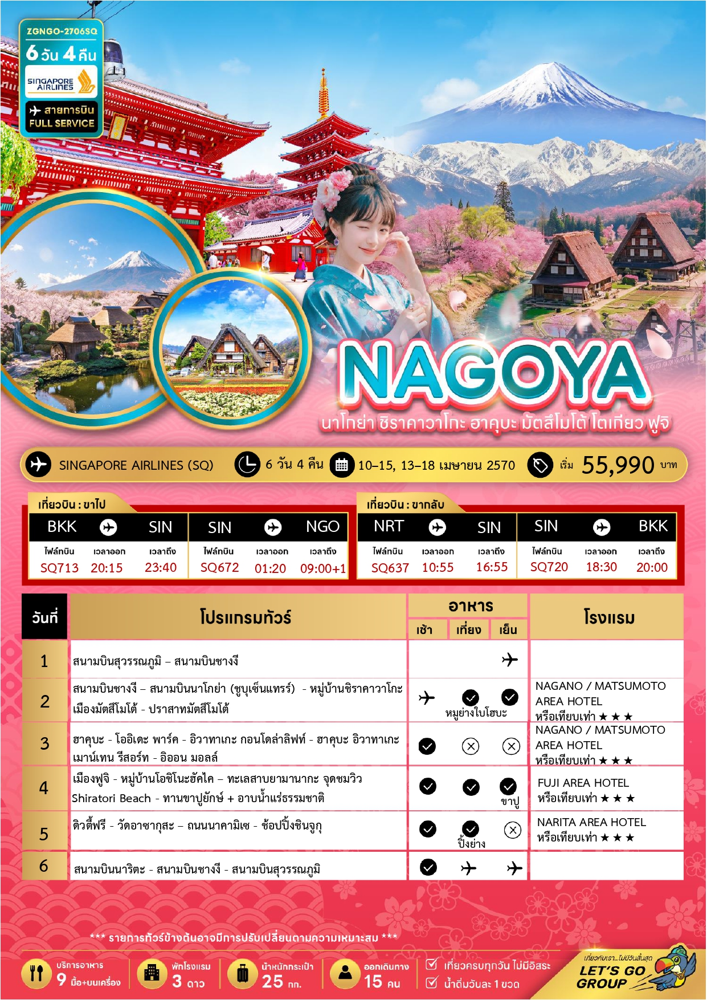 ZGNGO-2706SQ
6 วัน 4 คืน
SINGAPORE AIRLINES
สายการบิน
FULL SERVICE
NAGOYA
นาโกย่า ชิราคาวาโกะ ฮาคุบะ มัตสึโมโต้ โตเกียว ฟูจิ
SINGAPORE AIRLINES (SQ) 6 วัน 4 คืน 10–15, 13–18 เมษายน 2570 เริ่ม 55,990 บาท
เที่ยวบิน : ขาไป เที่ยวบิน : ขากลับ
BKK SIN SIN NGO NRT SIN SIN BKK
ไฟล์ทบิน เวลาออก เวลาถึง ไฟล์ทบิน เวลาออก เวลาถึง ไฟล์ทบิน เวลาออก เวลาถึง ไฟล์ทบิน เวลาออก เวลาถึง
SQ713 20:15 23:40 SQ672 01:20 09:00+1 SQ637 10:55 16:55 SQ720 18:30 20:00
วันที่ โปรแกรมทัวร์ อาหาร โรงแรม
เช้า เที่ยง เย็น
1 สนามบินสุวรรณภูมิ – สนามบินชางงี
2 สนามบินชางงี – สนามบินนาโกย่า (ชูบุเซ็นแทรร์) - หมู่บ้านชิราคาวาโกะ
เมืองมัตสึโมโต้ - ปราสาทมัตสึโมโต้
หมูย่างใบโฮบะ
NAGANO / MATSUMOTO
AREA HOTEL
หรือเทียบเท่า ★ ★ ★
3 ฮาคุบะ - โออิเดะ พาร์ค - อิวาทาเกะ กอนโดล่าลิฟท์ - ฮาคุบะ อิวาทาเกะ
เมาน์เทน รีสอร์ท - อิออน มอลล์
NAGANO / MATSUMOTO
AREA HOTEL
หรือเทียบเท่า ★ ★ ★
4 เมืองฟูจิ - หมู่บ้านโอชิโนะฮัคไค – ทะเลสาบยามานากะ จุดชมวิว
Shiratori Beach - ทานขาปูยักษ์ + อาบน้ำแร่ธรรมชาติ
ขาปู
FUJI AREA HOTEL
หรือเทียบเท่า ★ ★ ★
5 ดิวตี้ฟรี - วัดอาซากุสะ – ถนนนาคามิเซ - ช้อปปิ้งชินจูกุ
ปิ้งย่าง
NARITA AREA HOTEL
หรือเทียบเท่า ★ ★ ★
6 สนามบินนาริตะ - สนามบินชางงี - สนามบินสุวรรณภูมิ
*** รายการทัวร์ข้างต้นอาจมีการปรับเปลี่ยนตามความเหมาะสม ***
บริการอาหาร
9 มื้อ+บนเครื่อง
พักโรงแรม
3 ดาว
น้ำหนักกระเป๋า
25 กก.
ออกเดินทาง
15 คน
เที่ยวครบทุกวัน ไม่มีอิสระ
น้ำดื่มวันละ 1 ขวด
เที่ยวกับเรา...ไม่มีวันสิ้นสุด
LET'S GO
GROUP